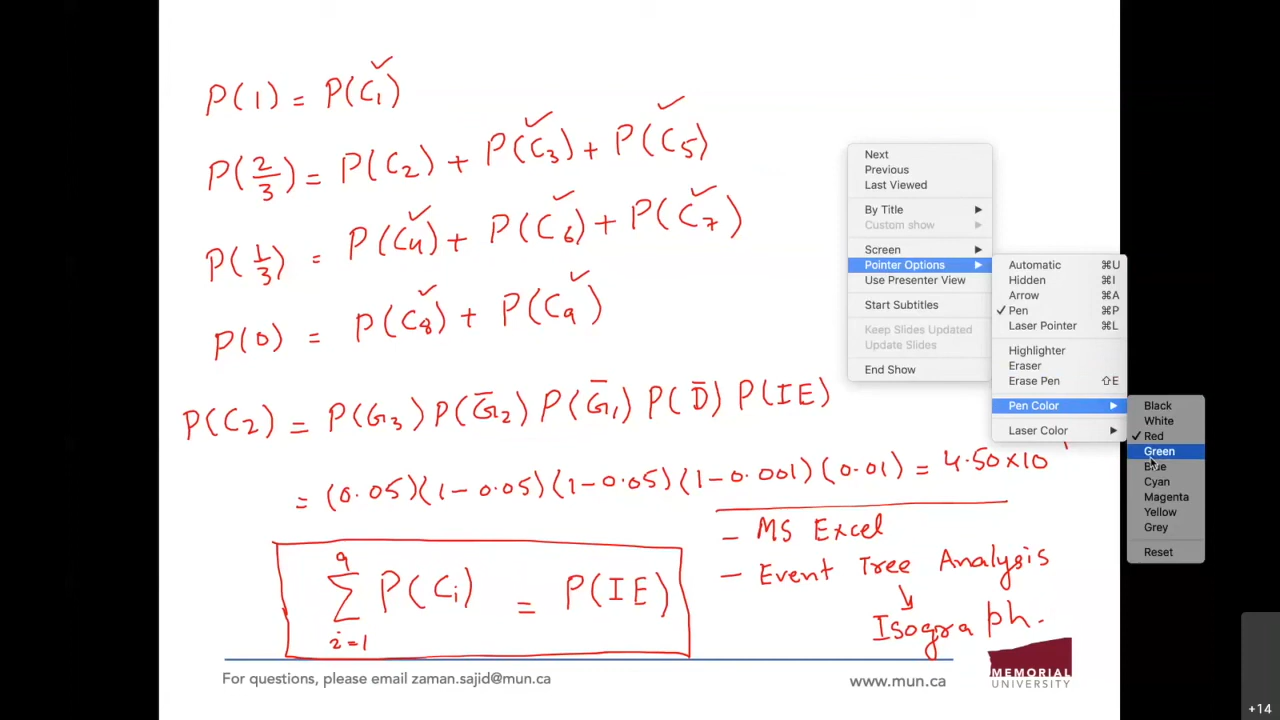 P(1) = P(C₁) ✓
P(2/3) = P(C₂) + P(C₃) ✓ + P(C₅) ✓
P(1/3) = P(C₄) ✓ + P(C₆) ✓ + P(C₇) ✓
P(0) = P(C₈) ✓ + P(C₉) ✓
P(C₂) = P(G₃) P(G̅₂) P(G̅₁) P(D̅) P(IE)
= (0.05)(1-0.05)(1-0.05)(1-0.001)(0.01) = 4.50×10
9
Σ P(Cᵢ) = P(IE)
i=1
- MS Excel
- Event Tree Analysis
↓
Isograph.
For questions, please email zaman.sajid@mun.ca
www.mun.ca
MEMORIAL
UNIVERSITY
Next
Previous
Last Viewed
By Title
Custom show
Screen
Pointer Options
Use Presenter View
Start Subtitles
Keep Slides Updated
Update Slides
End Show
Automatic ⌘U
Hidden ⌘I
Arrow ⌘A
✓ Pen ⌘P
Laser Pointer ⌘L
Highlighter
Eraser
Erase Pen ⇧E
Pen Color
Laser Color
Black
White
✓ Red
Green
Blue
Cyan
Magenta
Yellow
Grey
Reset
+14